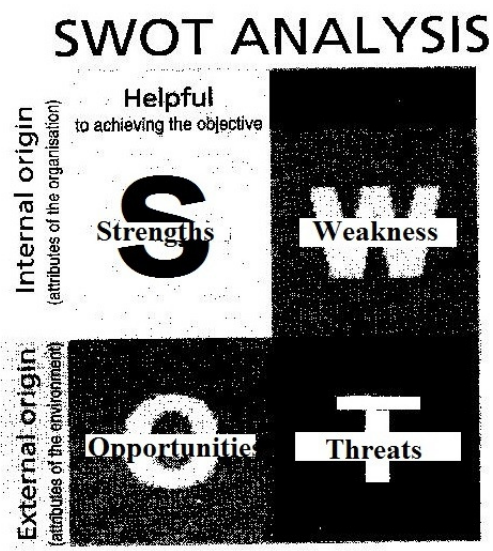 SWOT ANALYSIS
Helpful
to achieving the objective
Internal origin
(attributes of the organisation)
S
Strengths
W
Weakness
External origin
(attributes of the environment)
O
Opportunities
T
Threats